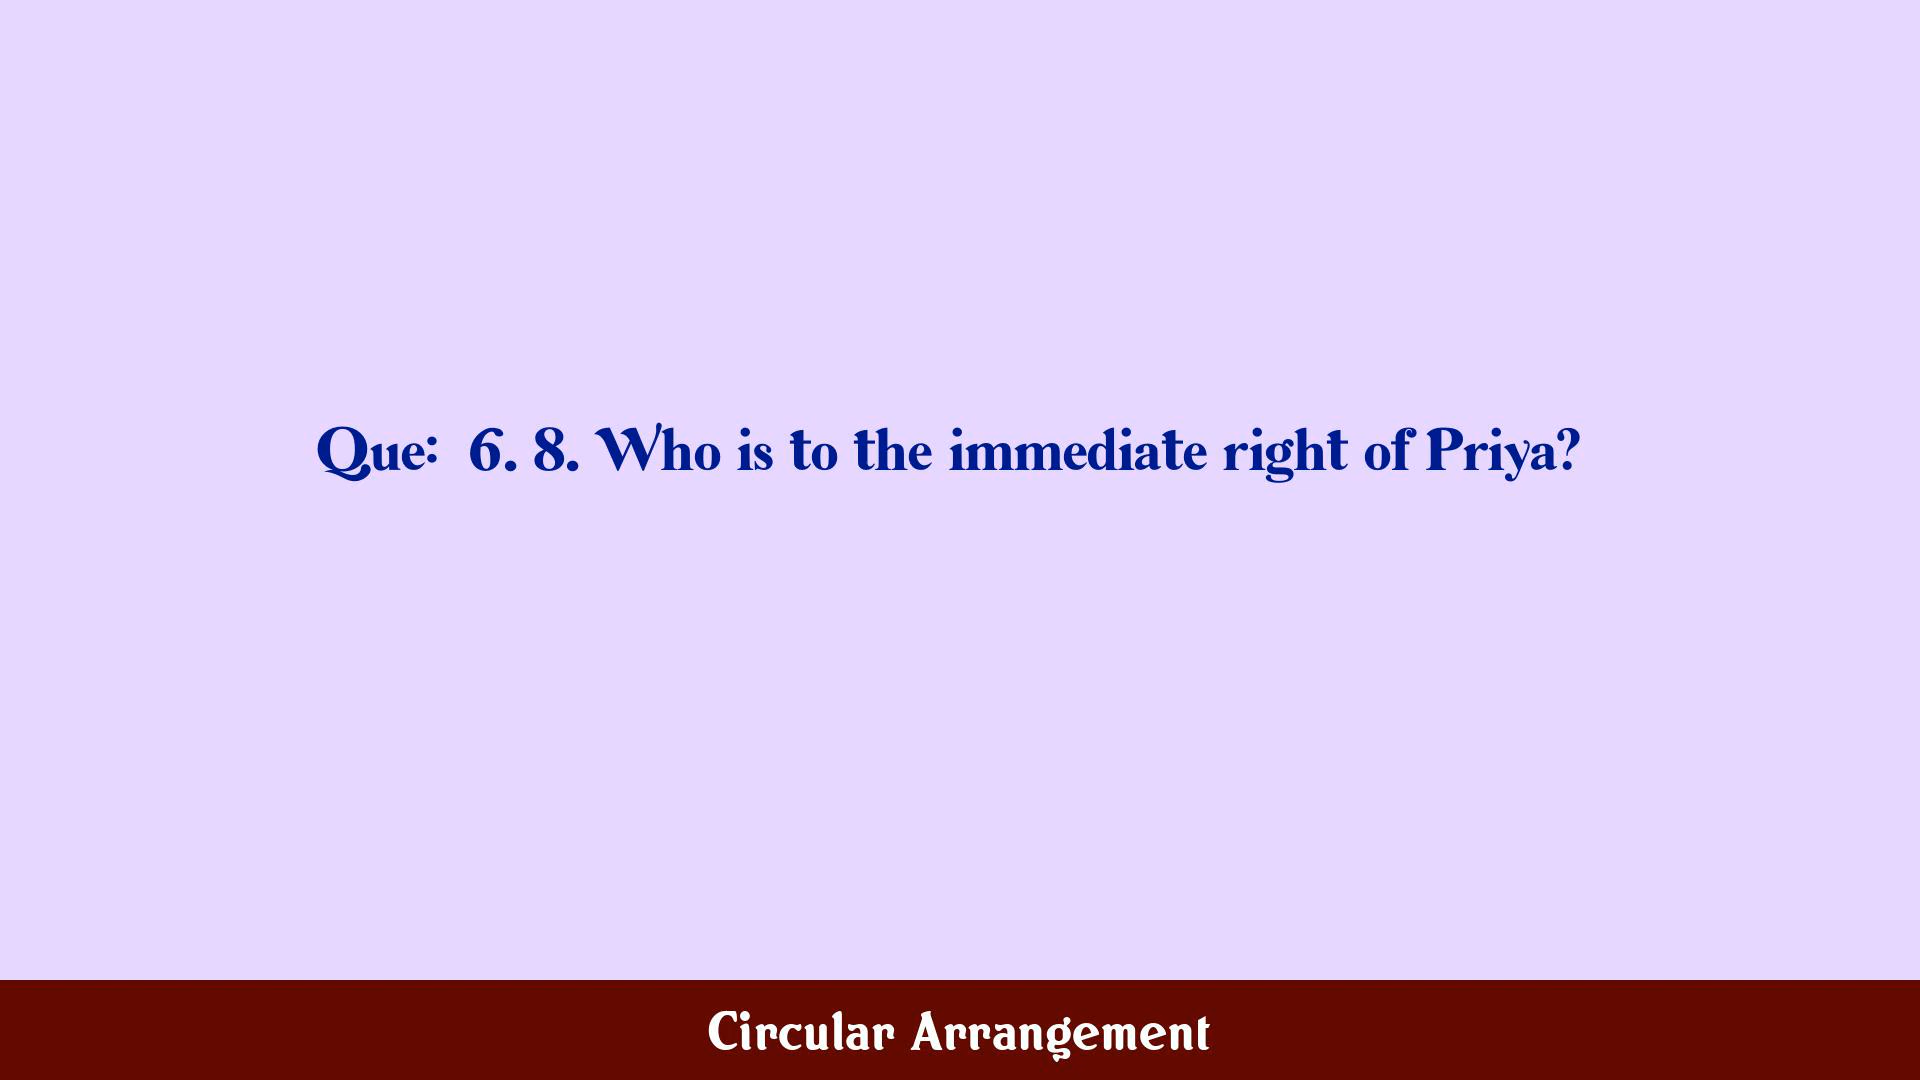 Que: 6. 8. Who is to the immediate right of Priya?
Circular Arrangement